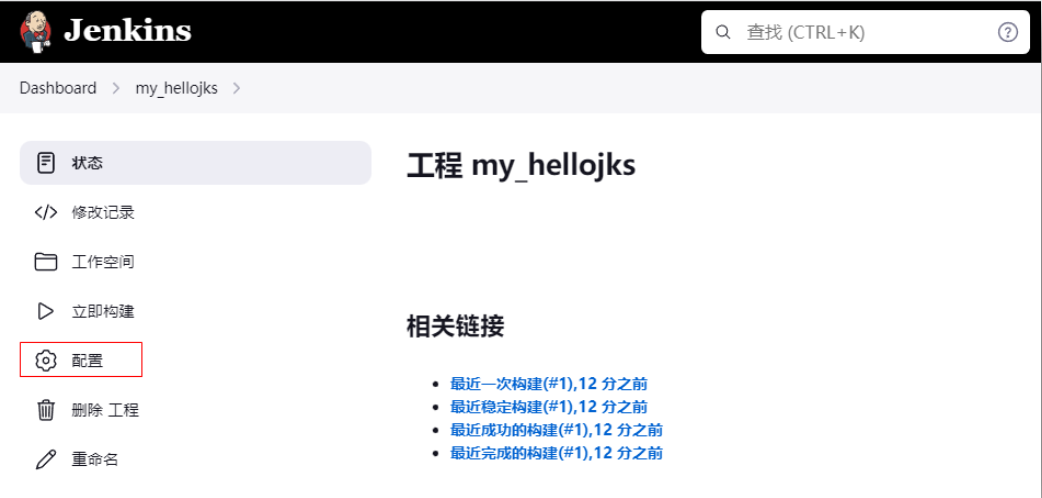 Jenkins
查找 (CTRL+K)
Dashboard
my_hellojks
状态
修改记录
工作空间
立即构建
配置
删除 工程
重命名
工程 my_hellojks
相关链接
最近一次构建(#1),12 分之前
最近稳定构建(#1),12 分之前
最近成功的构建(#1),12 分之前
最近完成的构建(#1),12 分之前